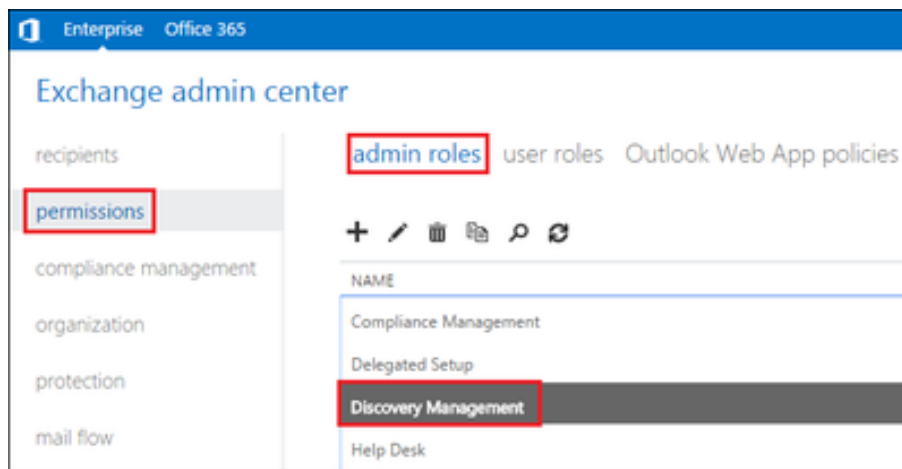 Enterprise Office 365
Exchange admin center
recipients
permissions
compliance management
organization
protection
mail flow
admin roles user roles Outlook Web App policies
NAME
Compliance Management
Delegated Setup
Discovery Management
Help Desk